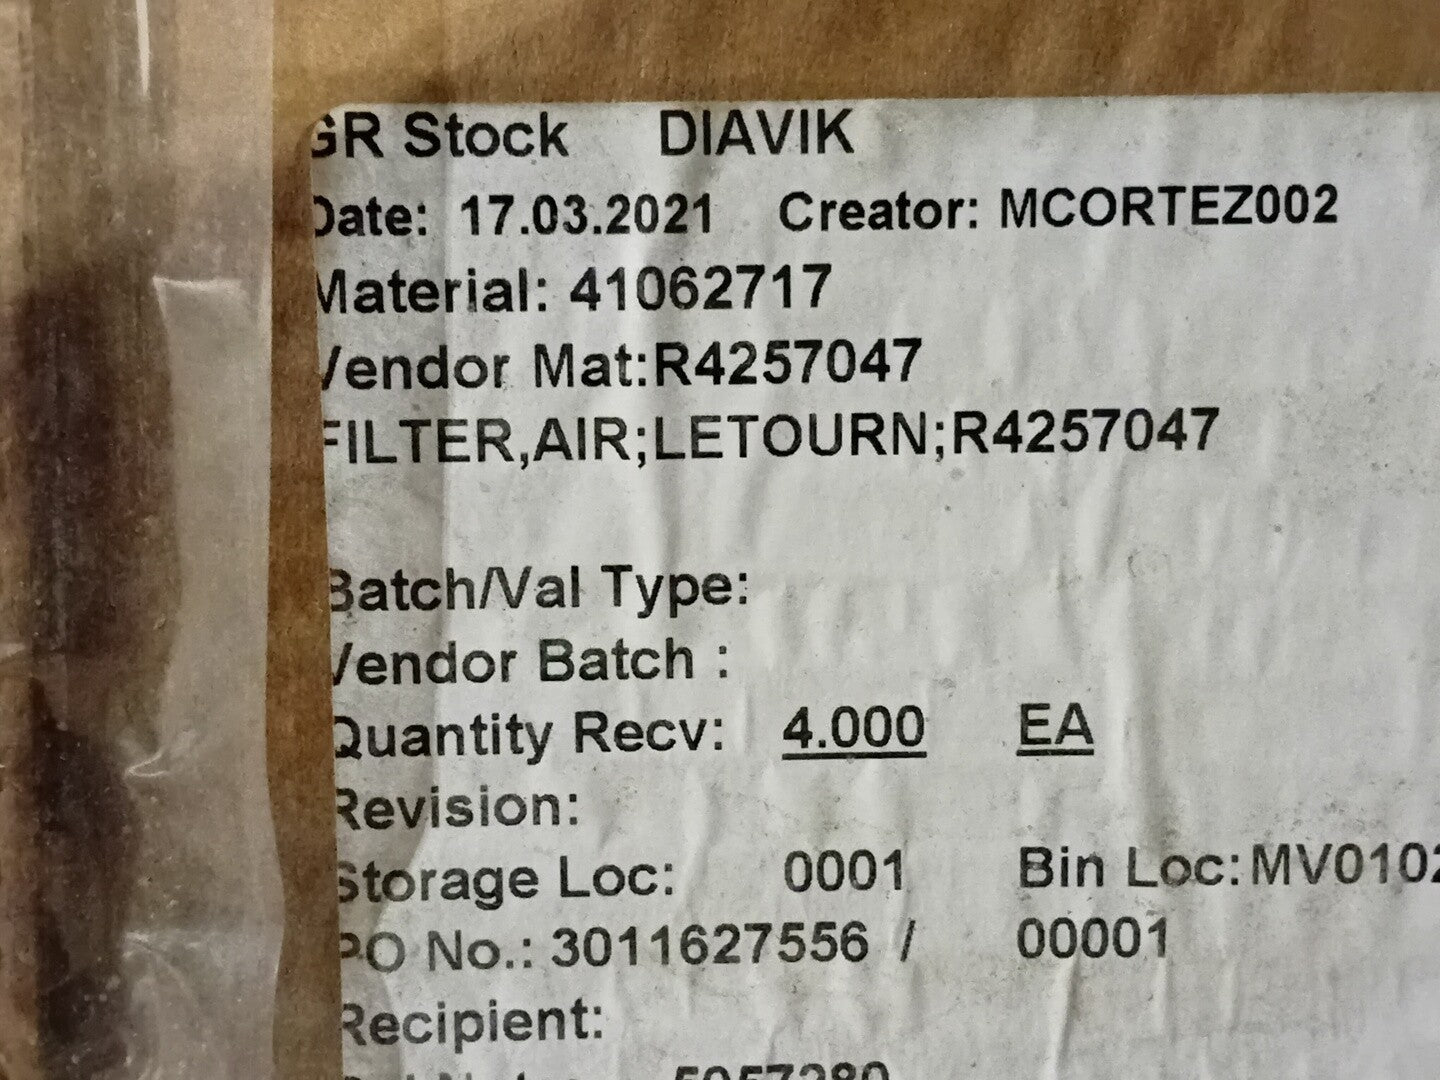 GR Stock DIAVIK
Date: 17.03.2021 Creator: MCORTEZ002
Material: 41062717
Vendor Mat:R4257047
FILTER,AIR;LETOURN;R4257047
Batch/Val Type:
Vendor Batch :
Quantity Recv: 4.000 EA
Revision:
Storage Loc: 0001 Bin Loc:MV0102
PO No.: 3011627556 / 00001
Recipient: